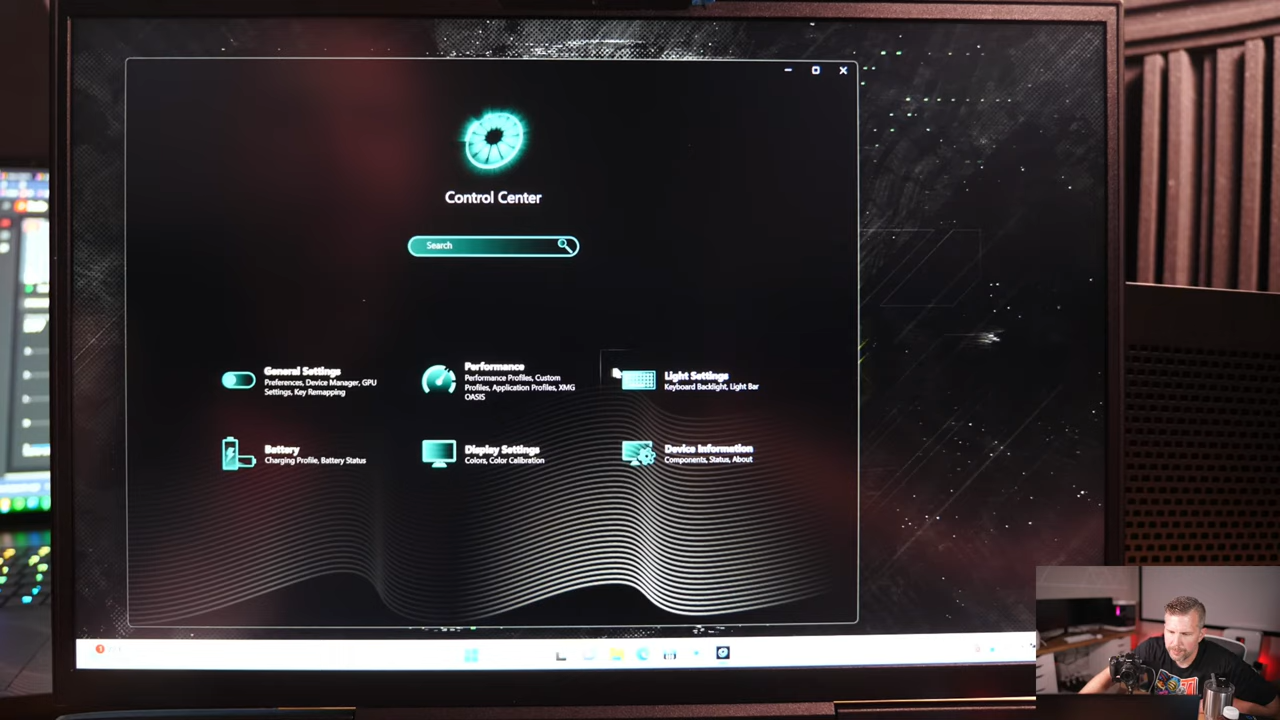 Control Center
Search
General Settings
Preferences, Device Manager, GPU
Settings, Key Remapping
Performance
Performance Profiles, Custom
Profiles, Application Profiles, XMG
OASIS
Light Settings
Keyboard Backlight, Light Bar
Battery
Charging Profile, Battery Status
Display Settings
Colors, Color Calibration
Device Information
Components, Status, About